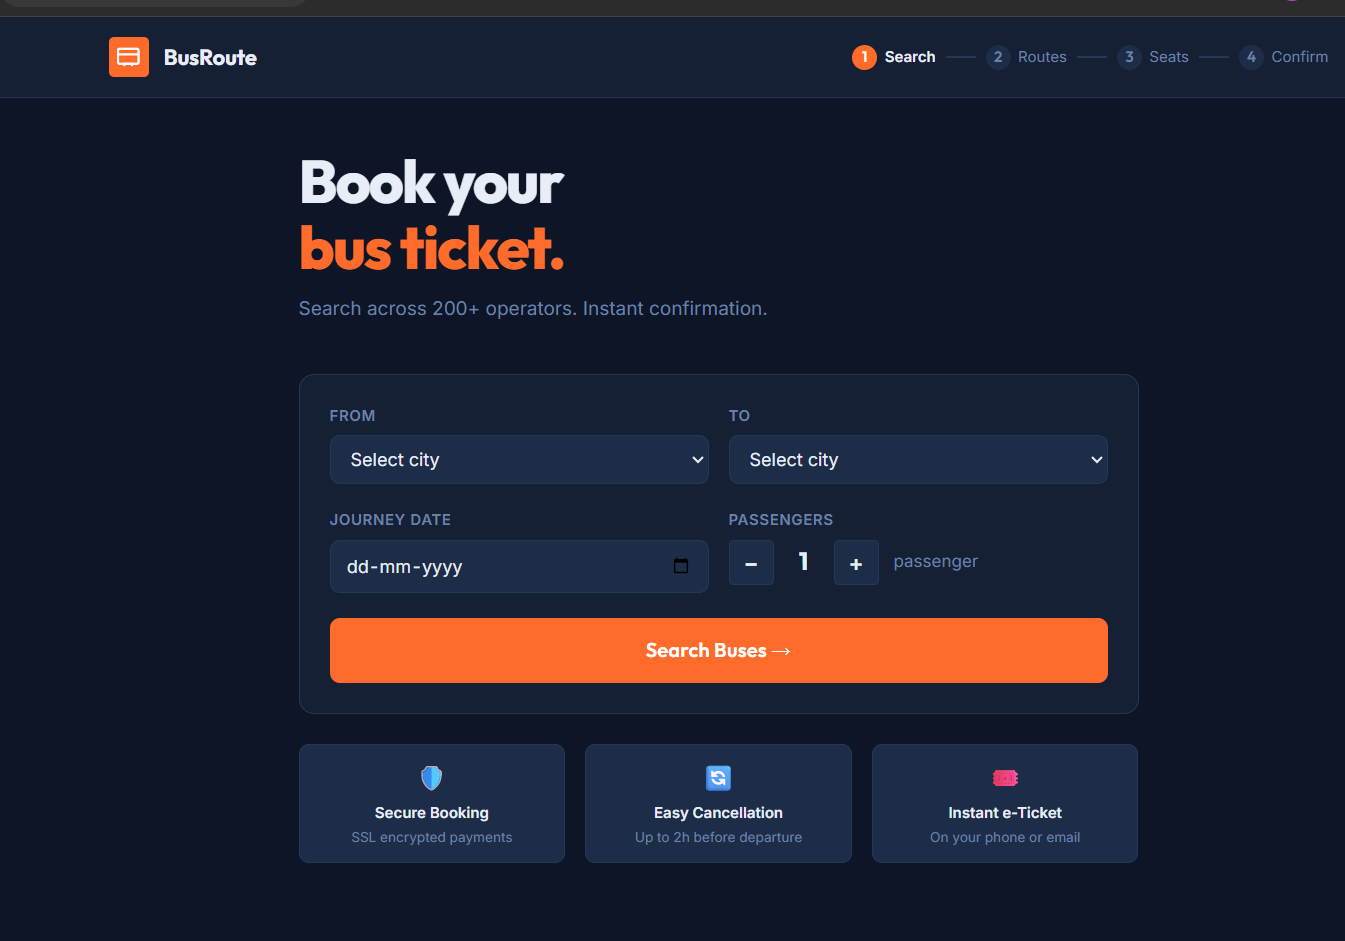 BusRoute
1 Search
2 Routes
3 Seats
4 Confirm
Book your
bus ticket.
Search across 200+ operators. Instant confirmation.
FROM
Select city
TO
Select city
JOURNEY DATE
dd-mm-yyyy
PASSENGERS
− 1 + passenger
Search Buses →
Secure Booking
SSL encrypted payments
Easy Cancellation
Up to 2h before departure
Instant e-Ticket
On your phone or email